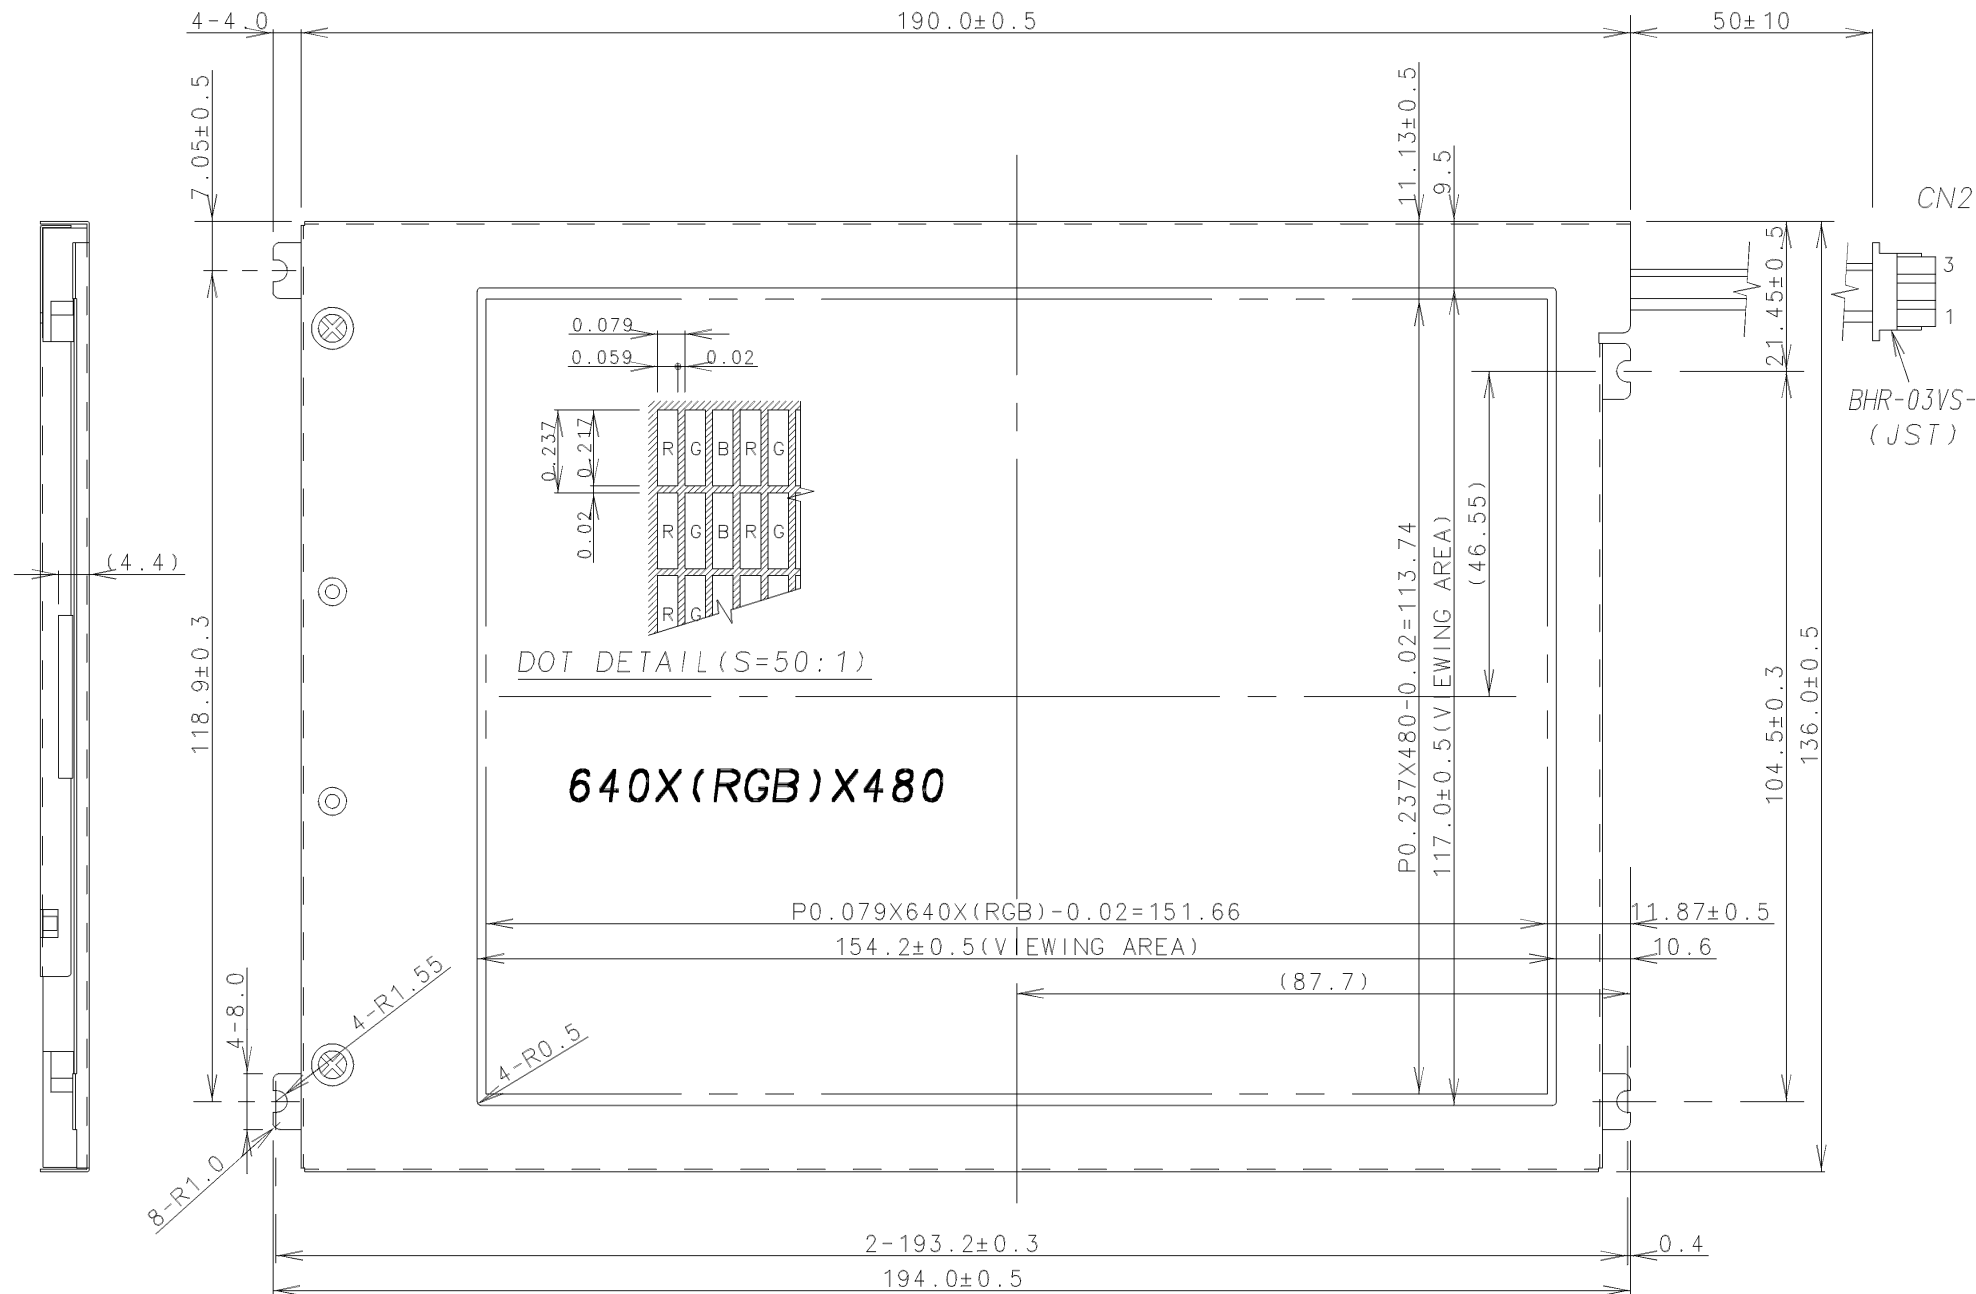 4-4.0
190.0±0.5
50±10
7.05±0.5
11.13±0.5
9.5
CN2
21.45±0.5
3
1
BHR-03VS-
(JST)
0.079
0.059
0.02
0.237
0.217
0.02
R G B R G
R G B R G
R G
(4.4)
118.9±0.3
DOT DETAIL(S=50:1)
640X(RGB)X480
P0.237X480-0.02=113.74
117.0±0.5(VIEWING AREA)
(46.55)
104.5±0.3
136.0±0.5
P0.079X640X(RGB)-0.02=151.66
11.87±0.5
154.2±0.5(VIEWING AREA)
10.6
(87.7)
4-8.0
4-R1.55
4-R0.5
8-R1.0
2-193.2±0.3
0.4
194.0±0.5